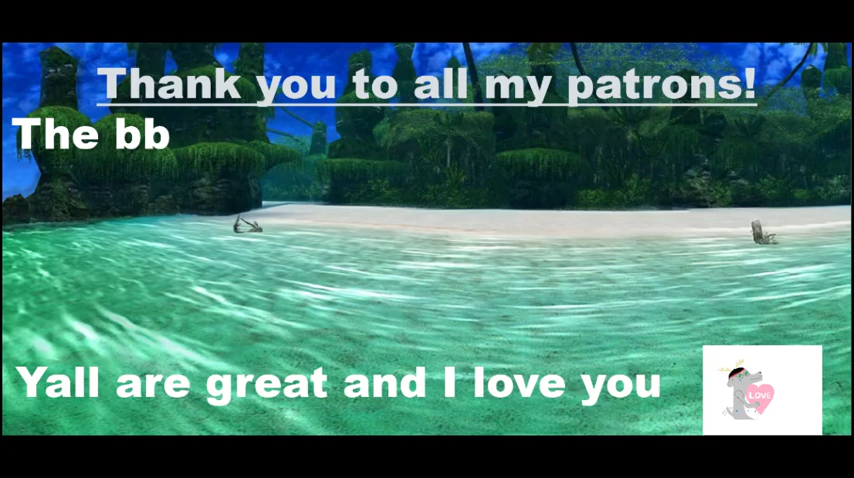 Thank you to all my patrons!
The bb
Yall are great and I love you
LOVE